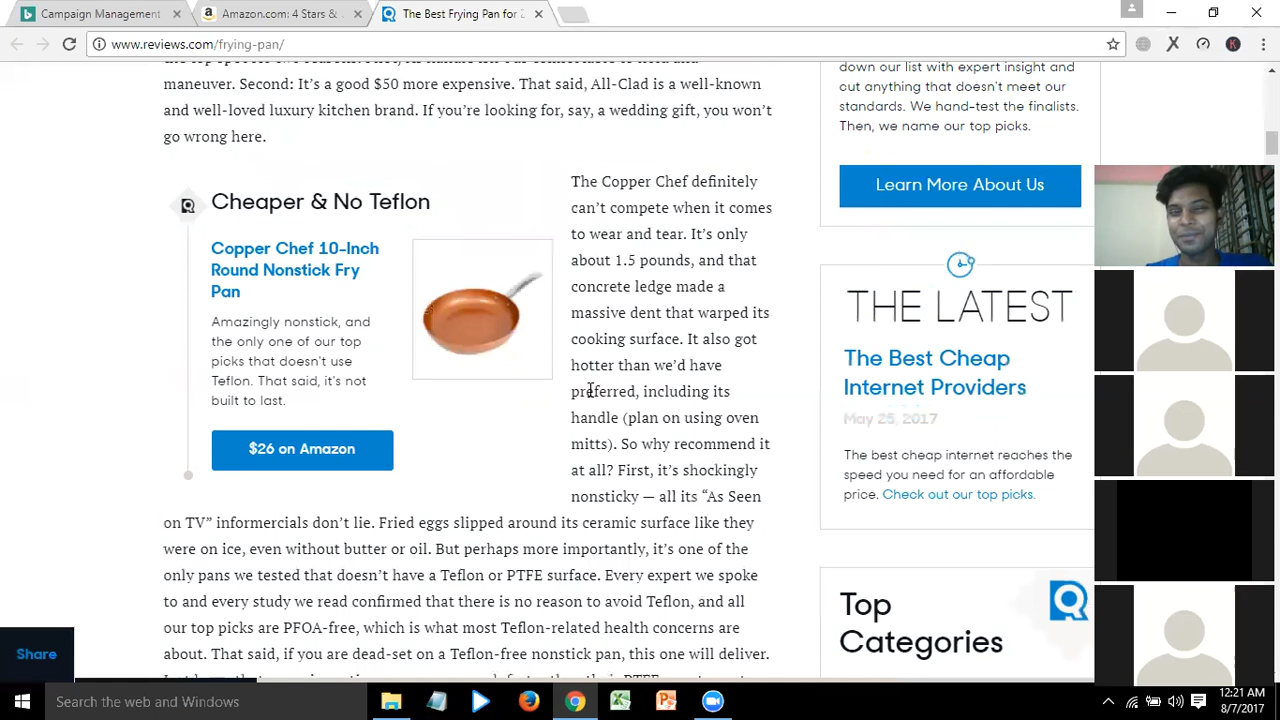 Campaign Management
Amazon.com: 4 Stars &
The Best Frying Pan for
www.reviews.com/frying-pan/
maneuver. Second: It's a good $50 more expensive. That said, All-Clad is a well-known
and well-loved luxury kitchen brand. If you're looking for, say, a wedding gift, you won't
go wrong here.
Cheaper & No Teflon
Copper Chef 10-Inch
Round Nonstick Fry
Pan
Amazingly nonstick, and
the only one of our top
picks that doesn't use
Teflon. That said, it's not
built to last.
$26 on Amazon
The Copper Chef definitely
can't compete when it comes
to wear and tear. It's only
about 1.5 pounds, and that
concrete ledge made a
massive dent that warped its
cooking surface. It also got
hotter than we'd have
preferred, including its
handle (plan on using oven
mitts). So why recommend it
at all? First, it's shockingly
nonsticky — all its “As Seen
on TV” informercials don't lie. Fried eggs slipped around its ceramic surface like they
were on ice, even without butter or oil. But perhaps more importantly, it's one of the
only pans we tested that doesn't have a Teflon or PTFE surface. Every expert we spoke
to and every study we read confirmed that there is no reason to avoid Teflon, and all
our top picks are PFOA-free, which is what most Teflon-related health concerns are
about. That said, if you are dead-set on a Teflon-free nonstick pan, this one will deliver.
down our list with expert insight and
cut anything that doesn't meet our
standards. We hand-test the finalists.
Then, we name our top picks.
Learn More About Us
THE LATEST
The Best Cheap
Internet Providers
May 25, 2017
The best cheap internet reaches the
speed you need for an affordable
price. Check out our top picks.
Top
Categories
Share
Search the web and Windows
12:21 AM
8/7/2017